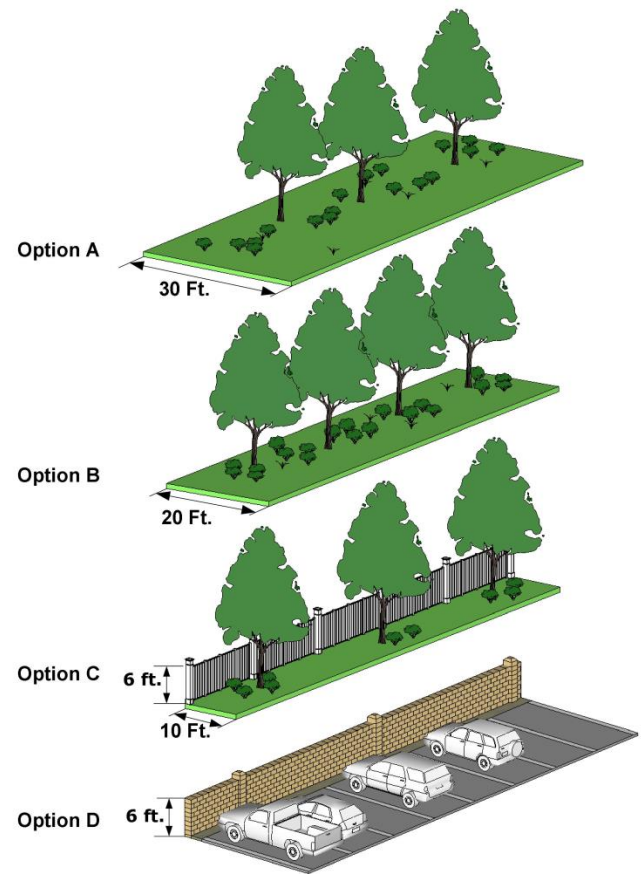 Option A
30 Ft.
Option B
20 Ft.
Option C
6 ft.
10 Ft.
Option D
6 ft.